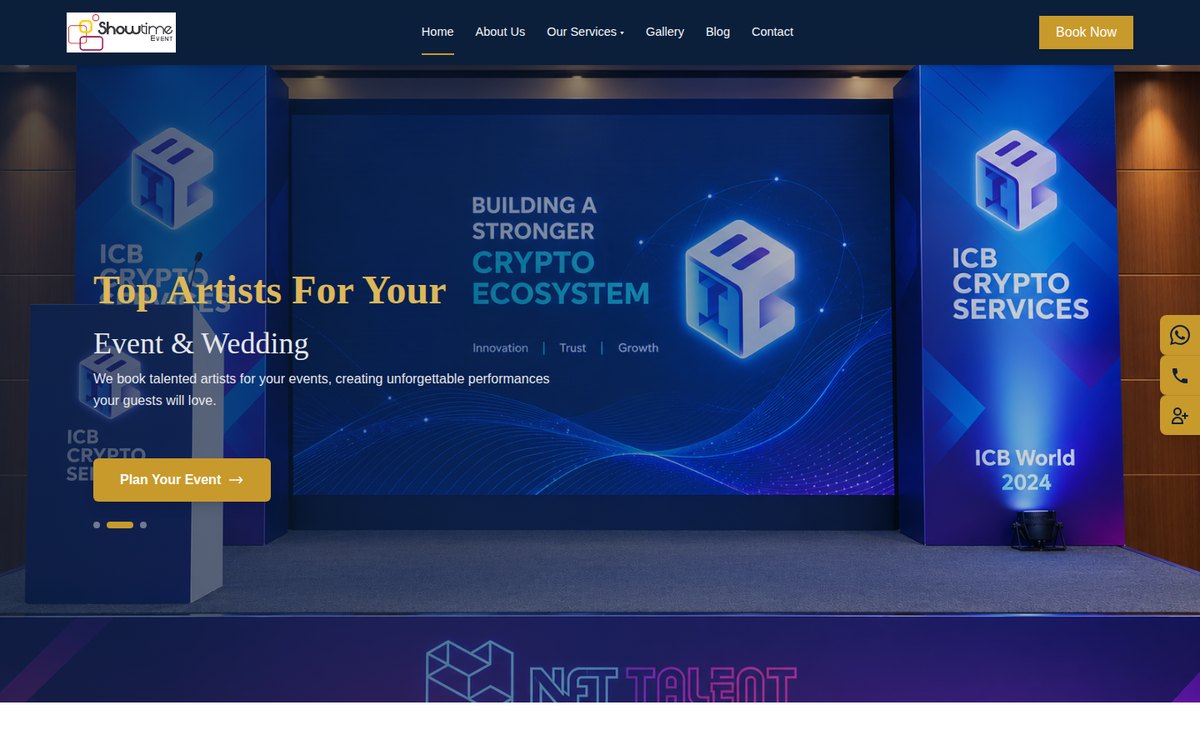 Showtime
EVENT
Home
About Us
Our Services
Gallery
Blog
Contact
Book Now
BUILDING A
STRONGER
CRYPTO
ECOSYSTEM
Innovation | Trust | Growth
ICB
CRYPTO
SERVICES
Top Artists For Your
Event & Wedding
We book talented artists for your events, creating unforgettable performances
your guests will love.
ICB
CRYPTO
Plan Your Event →
ICB
CRYPTO
SERVICES
ICB World
2024
NFT TALENT